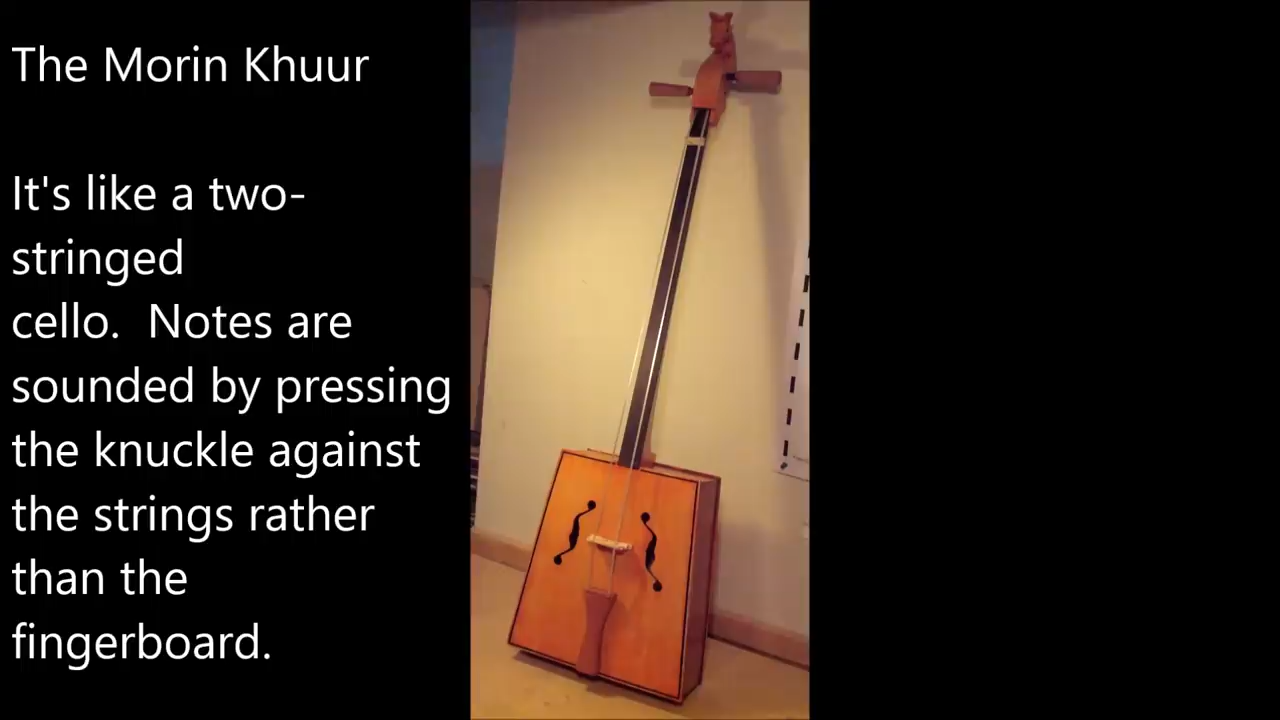 The Morin Khuur
It's like a two-
stringed
cello.  Notes are
sounded by pressing
the knuckle against
the strings rather
than the
fingerboard.